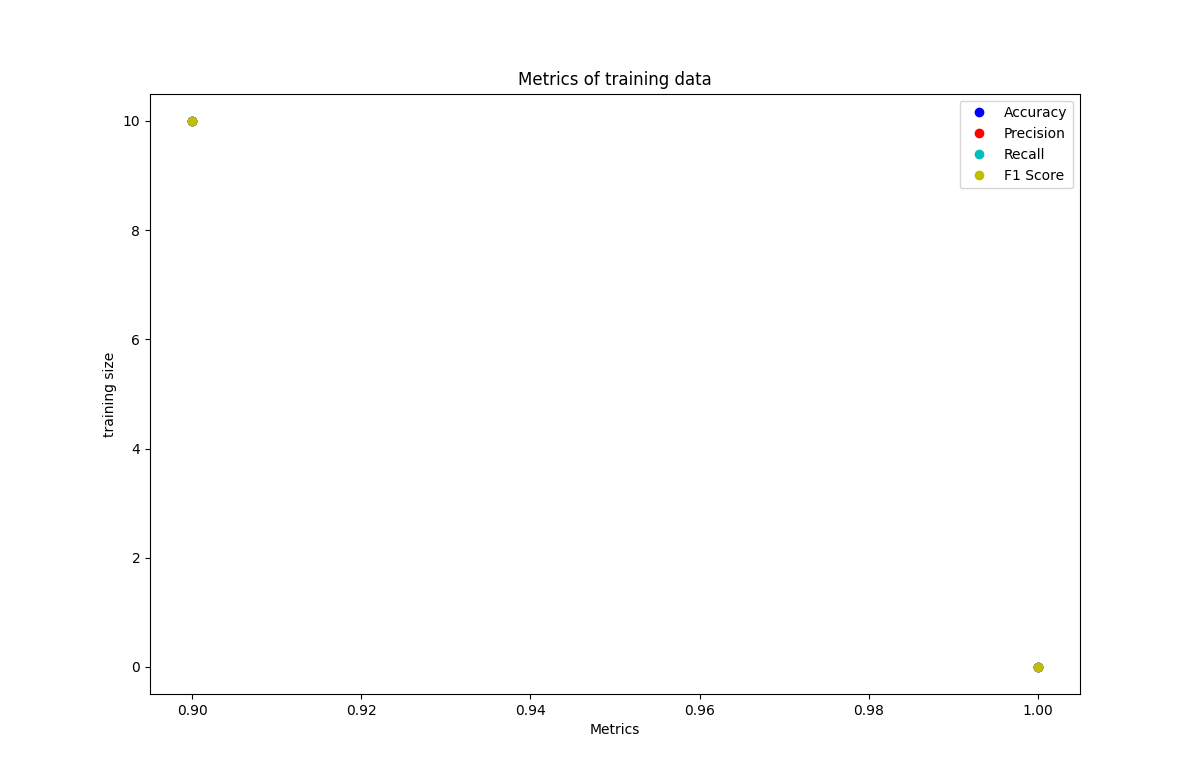 Metrics of training data
Accuracy
Precision
Recall
F1 Score
10
8
6
4
2
0
training size
0.90 0.92 0.94 0.96 0.98 1.00
Metrics